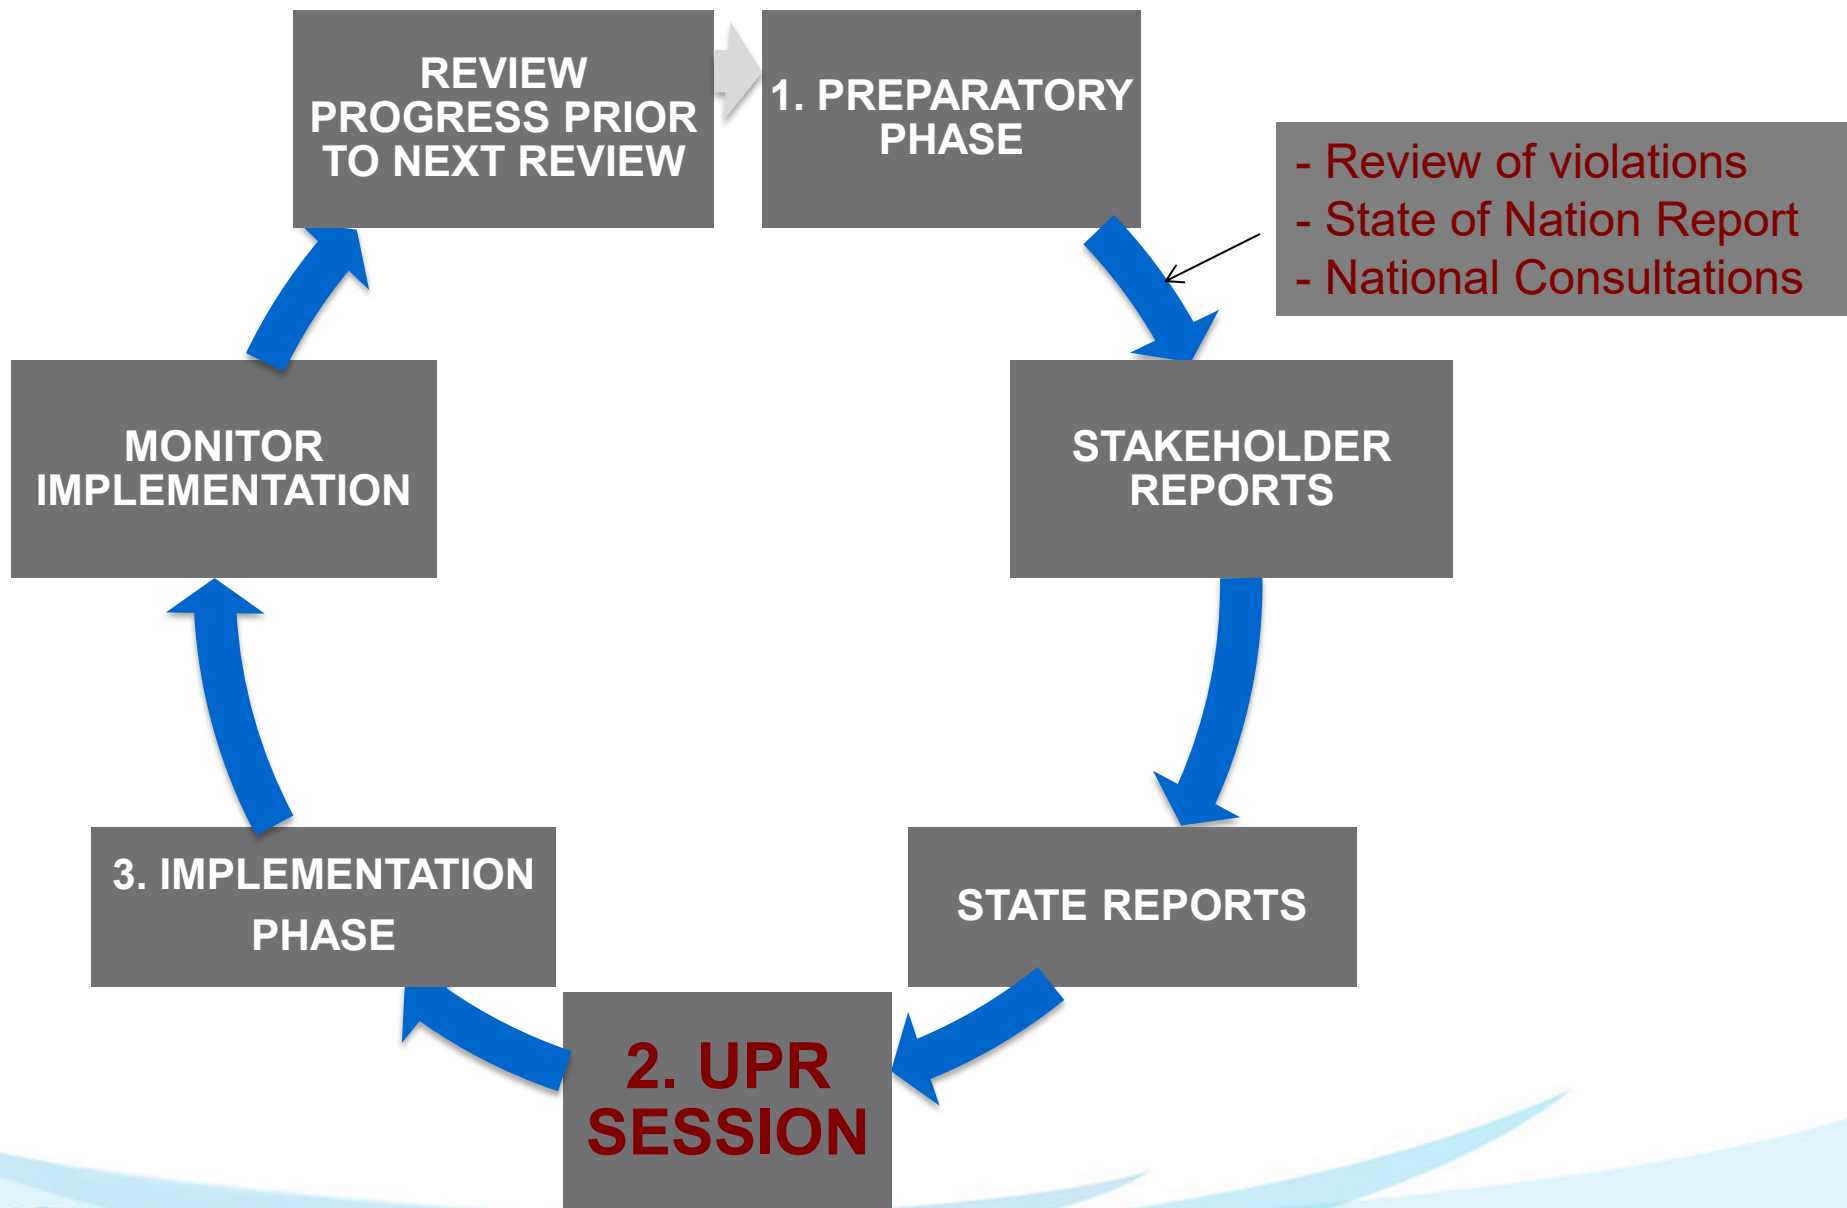 REVIEW
PROGRESS PRIOR
TO NEXT REVIEW
1. PREPARATORY
PHASE
- Review of violations
- State of Nation Report
- National Consultations
MONITOR
IMPLEMENTATION
STAKEHOLDER
REPORTS
3. IMPLEMENTATION
PHASE
STATE REPORTS
2. UPR
SESSION